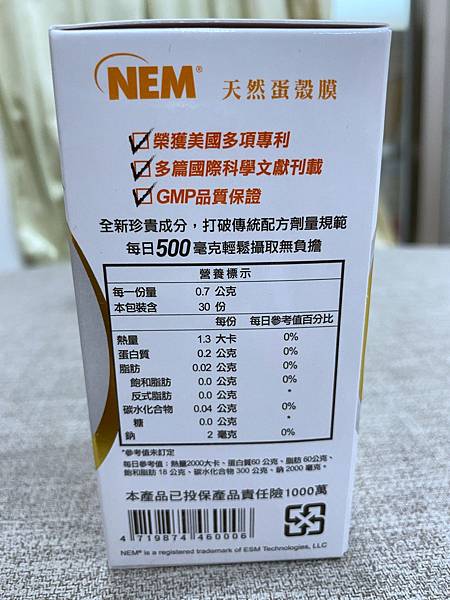 NEM® 天然蛋殼膜
榮獲美國多項專利
多篇國際科學文獻刊載
GMP品質保證
全新珍貴成分，打破傳統配方劑量規範
每日500毫克輕鬆攝取無負擔
營養標示
每一份量 0.7 公克
本包裝含 30 份
每份 每日參考值百分比
熱量 1.3 大卡 0%
蛋白質 0.2 公克 0%
脂肪 0.02 公克 0%
飽和脂肪 0.0 公克 0%
反式脂肪 0.0 公克 *
碳水化合物 0.04 公克 0%
糖 0.0 公克 *
鈉 2 毫克 0%
*參考值未訂定
每日參考值：熱量2000大卡、蛋白質60 公克、脂肪 60公克、
飽和脂肪 18 公克、碳水化合物 300 公克、鈉 2000 毫克。
本產品已投保產品責任險1000萬
4 719874 460006
NEM® is a registered trademark of ESM Technologies, LLC